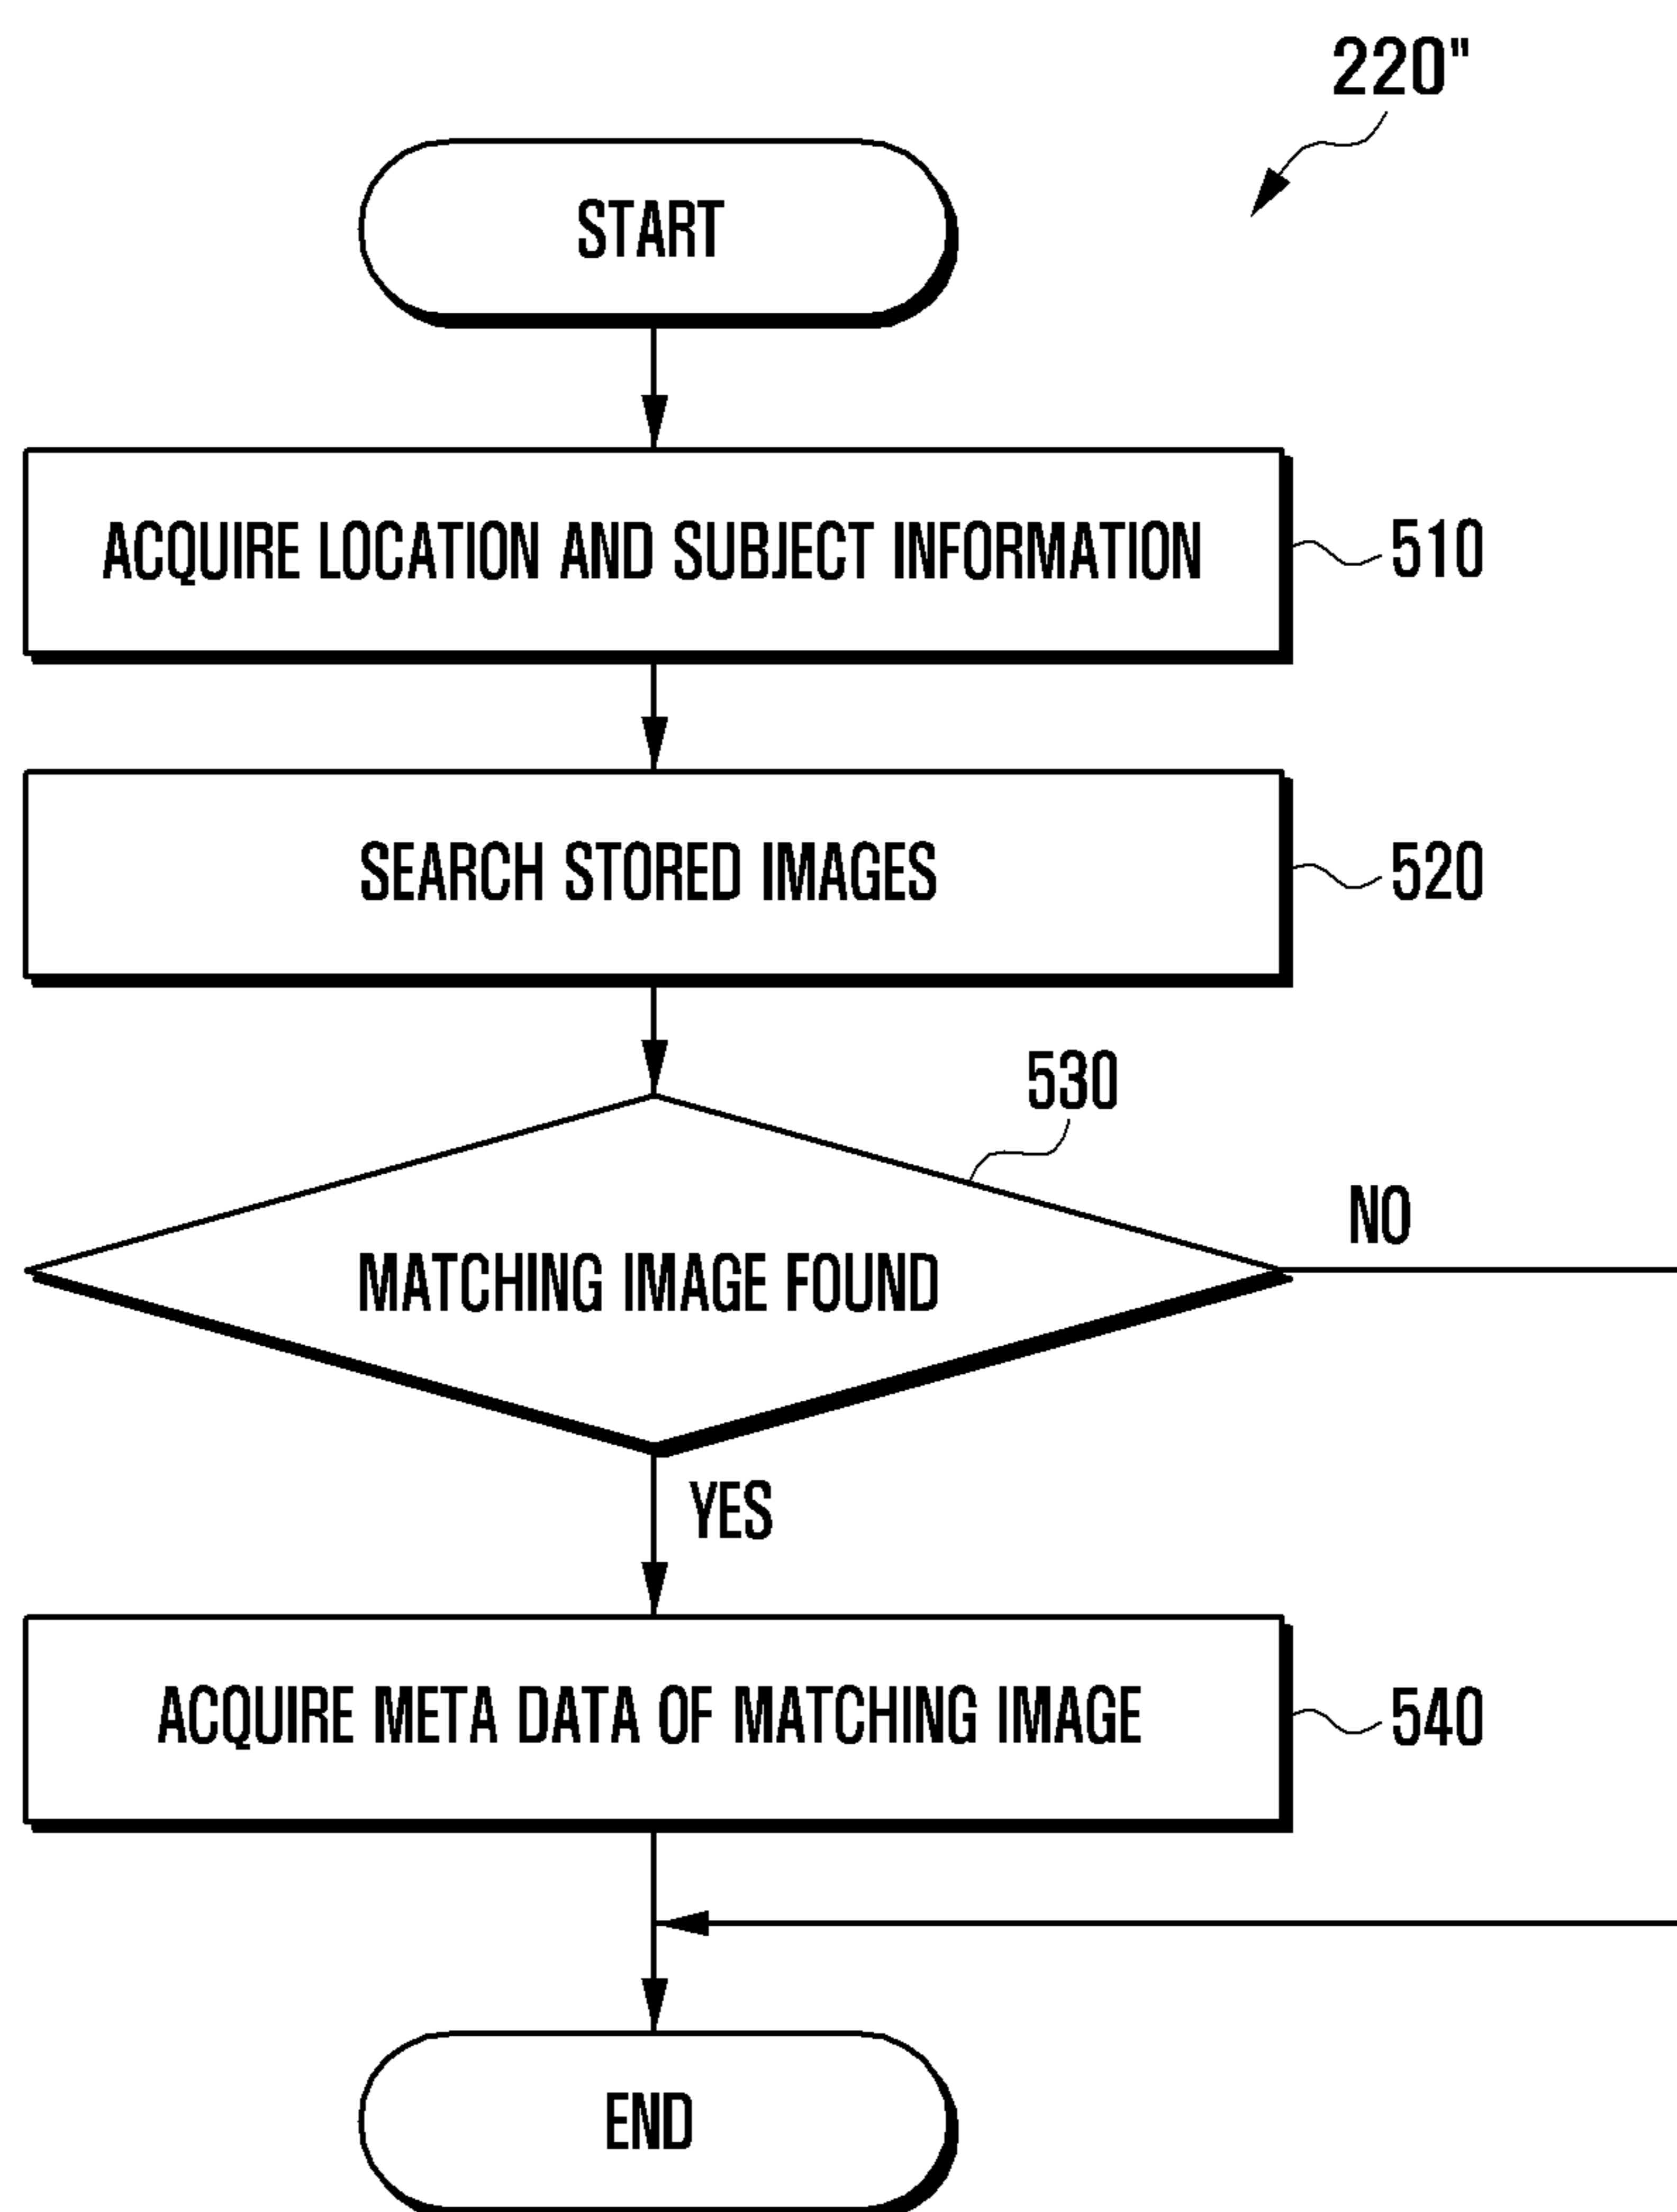 220"
START
ACQUIRE LOCATION AND SUBJECT INFORMATION
510
SEARCH STORED IMAGES
520
530
MATCHING IMAGE FOUND
NO
YES
ACQUIRE META DATA OF MATCHING IMAGE
540
END